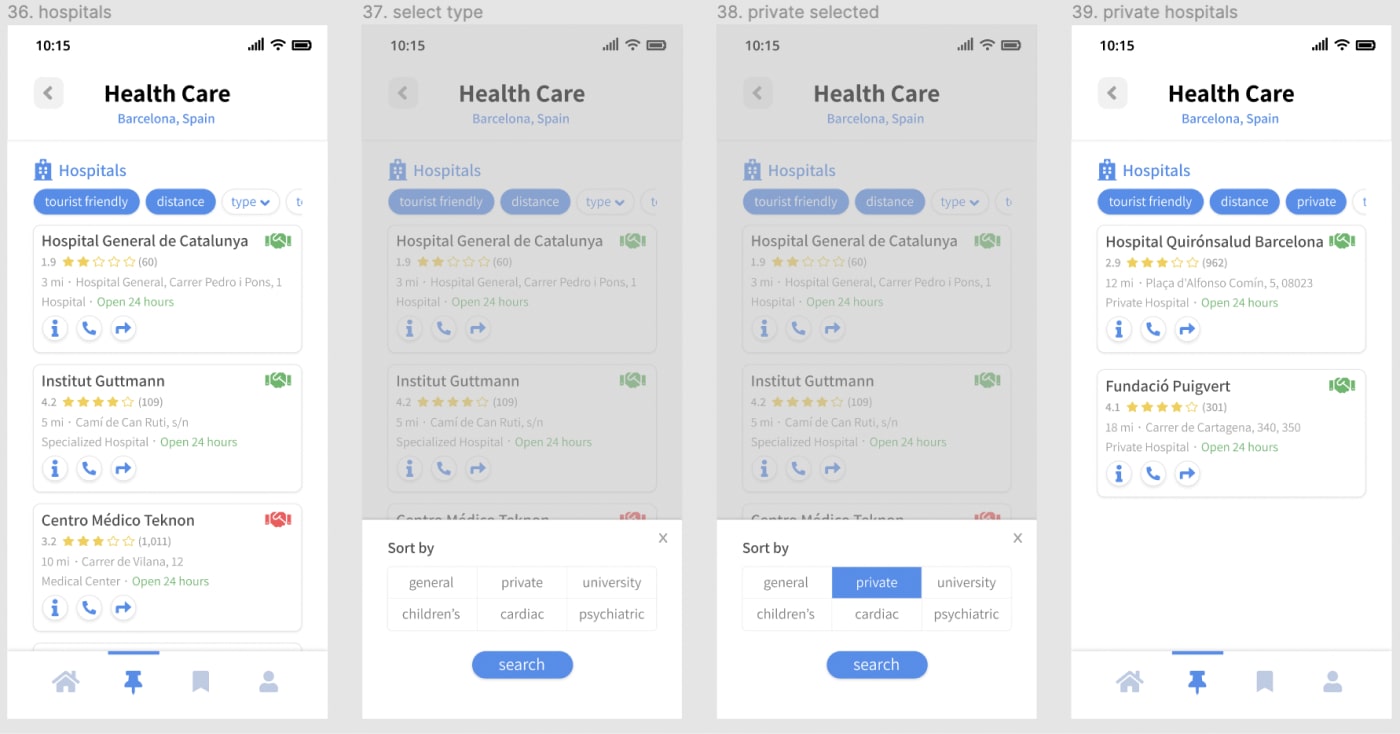 36. hospitals
10:15
Health Care
Barcelona, Spain
Hospitals
tourist friendly distance type
Hospital General de Catalunya
1.9 (60)
3 mi · Hospital General, Carrer Pedro i Pons, 1
Hospital · Open 24 hours
Institut Guttmann
4.2 (109)
5 mi · Camí de Can Ruti, s/n
Specialized Hospital · Open 24 hours
Centro Médico Teknon
3.2 (1,011)
10 mi · Carrer de Vilana, 12
Medical Center · Open 24 hours
37. select type
10:15
Health Care
Barcelona, Spain
Hospitals
tourist friendly distance type
Hospital General de Catalunya
1.9 (60)
3 mi · Hospital General, Carrer Pedro i Pons, 1
Hospital · Open 24 hours
Institut Guttmann
4.2 (109)
5 mi · Camí de Can Ruti, s/n
Specialized Hospital · Open 24 hours
Centro Médico Teknon
x
Sort by
general private university
children's cardiac psychiatric
search
38. private selected
10:15
Health Care
Barcelona, Spain
Hospitals
tourist friendly distance type
Hospital General de Catalunya
1.9 (60)
3 mi · Hospital General, Carrer Pedro i Pons, 1
Hospital · Open 24 hours
Institut Guttmann
4.2 (109)
5 mi · Camí de Can Ruti, s/n
Specialized Hospital · Open 24 hours
Centro Médico Teknon
x
Sort by
general private university
children's cardiac psychiatric
search
39. private hospitals
10:15
Health Care
Barcelona, Spain
Hospitals
tourist friendly distance private
Hospital Quirónsalud Barcelona
2.9 (962)
12 mi · Plaça d'Alfonso Comín, 5, 08023
Private Hospital · Open 24 hours
Fundació Puigvert
4.1 (301)
18 mi · Carrer de Cartagena, 340, 350
Private Hospital · Open 24 hours